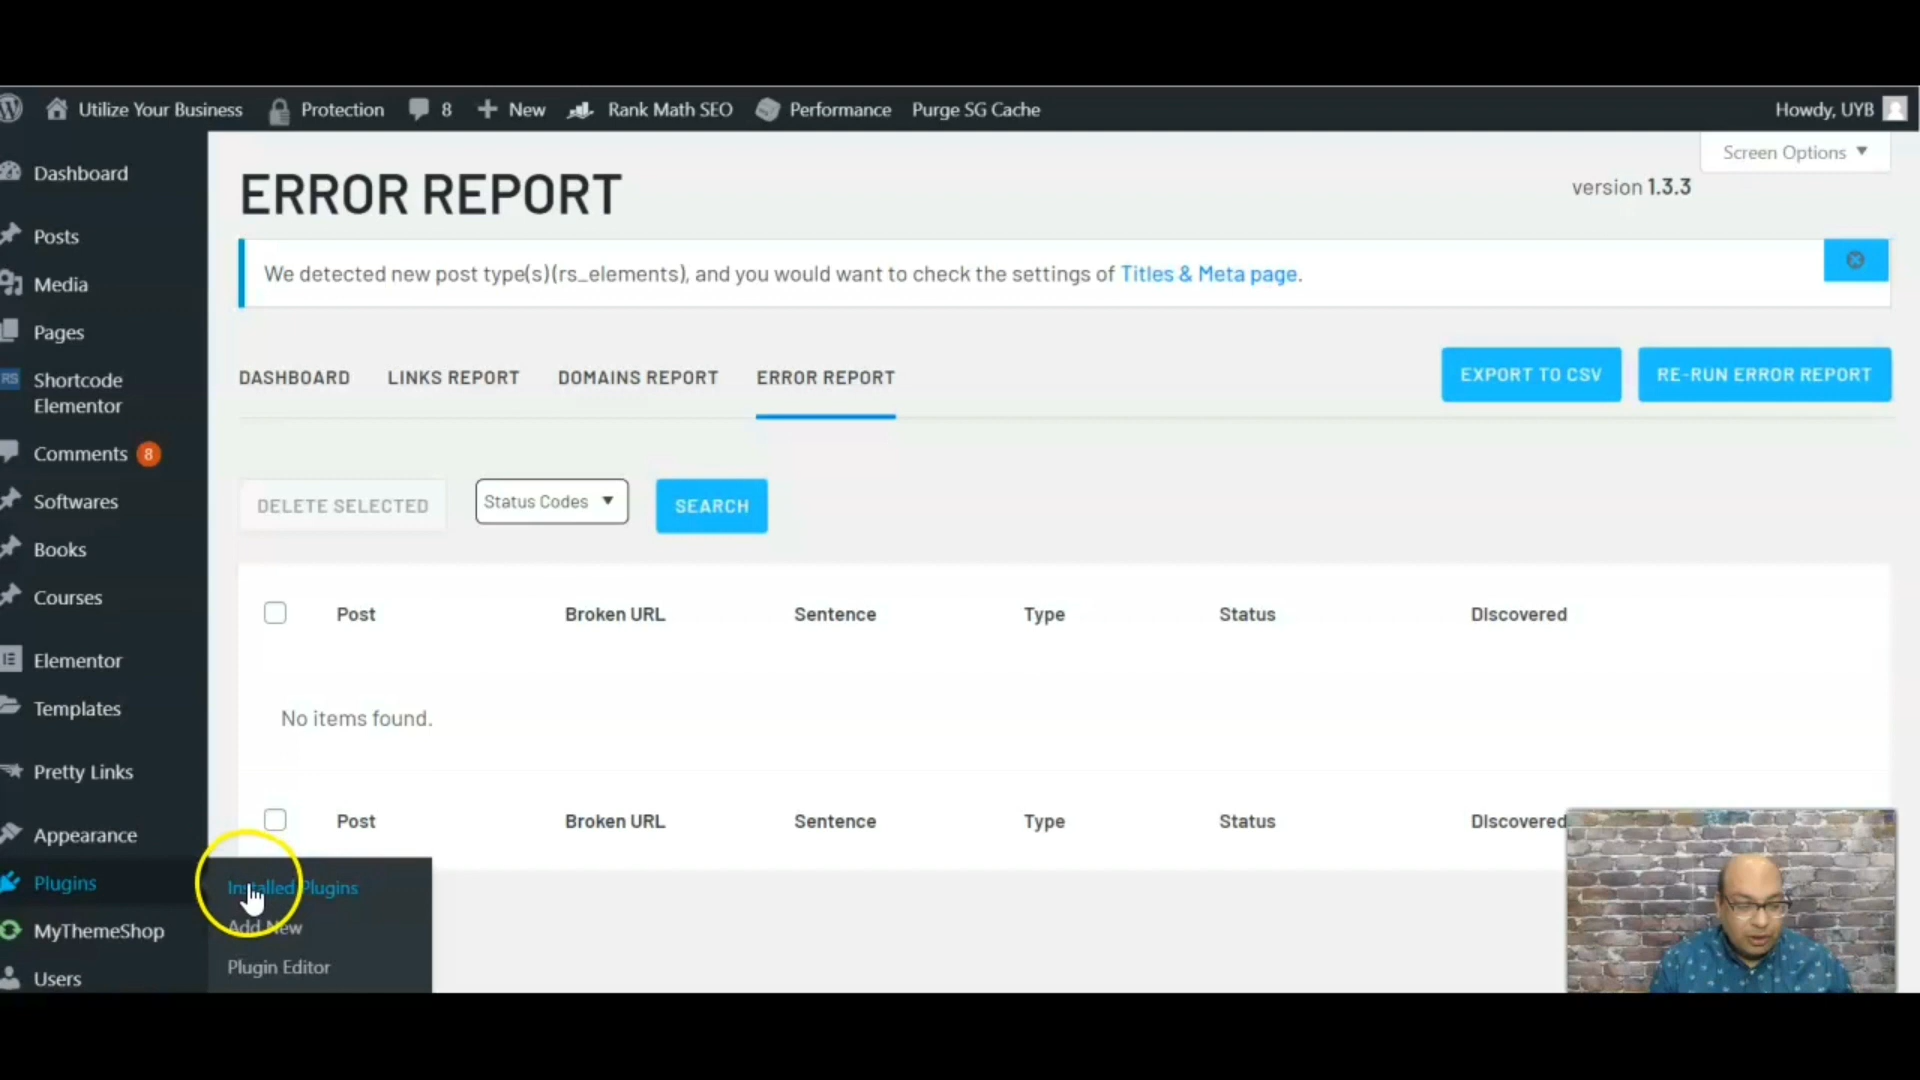 Utilize Your Business Protection 8 New Rank Math SEO Performance Purge SG Cache Howdy, UYB
Screen Options
Dashboard
Posts
Media
Pages
RS Shortcode
Elementor
Comments 8
Softwares
Books
Courses
Elementor
Templates
Pretty Links
Appearance
Plugins
MyThemeShop
Users
ERROR REPORT
version 1.3.3
We detected new post type(s)(rs_elements), and you would want to check the settings of Titles & Meta page.
DASHBOARD LINKS REPORT DOMAINS REPORT ERROR REPORT
EXPORT TO CSV RE-RUN ERROR REPORT
DELETE SELECTED Status Codes SEARCH
Post Broken URL Sentence Type Status Discovered
No items found.
Post Broken URL Sentence Type Status Discovered
Installed Plugins
Add New
Plugin Editor